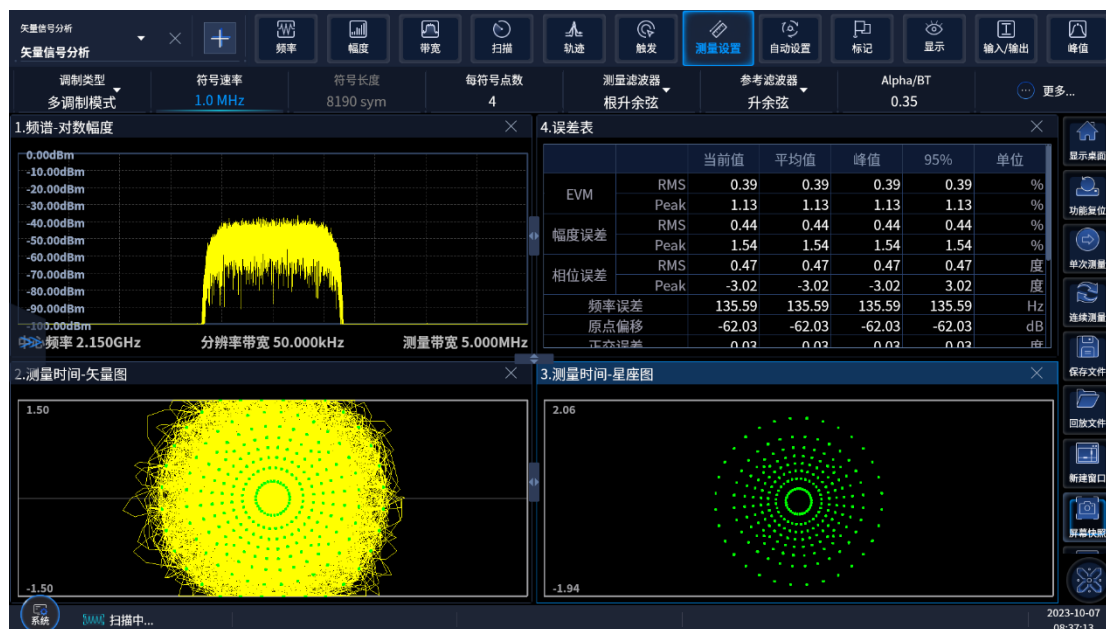 矢量信号分析
矢量信号分析
频率
幅度
带宽
扫描
轨迹
触发
测量设置
自动设置
标记
显示
输入/输出
峰值
调制类型 符号速率 符号长度 每符号点数 测量滤波器 参考滤波器 Alpha/BT
多调制模式 1.0 MHz 8190 sym 4 根升余弦 升余弦 0.35
更多...
1.频谱-对数幅度
0.00dBm
-10.00dBm
-20.00dBm
-30.00dBm
-40.00dBm
-50.00dBm
-60.00dBm
-70.00dBm
-80.00dBm
-90.00dBm
-100.00dBm
中心频率 2.150GHz 分辨率带宽 50.000kHz 测量带宽 5.000MHz
4.误差表
当前值 平均值 峰值 95% 单位
EVM RMS 0.39 0.39 0.39 0.39 %
Peak 1.13 1.13 1.13 1.13 %
幅度误差 RMS 0.44 0.44 0.44 0.44 %
Peak 1.54 1.54 1.54 1.54 %
相位误差 RMS 0.47 0.47 0.47 0.47 度
Peak -3.02 -3.02 -3.02 3.02 度
频率误差 135.59 135.59 135.59 135.59 Hz
原点偏移 -62.03 -62.03 -62.03 -62.03 dB
正交误差 0.03 0.03 0.03 0.03 度
2.测量时间-矢量图
1.50
-1.50
3.测量时间-星座图
2.06
-1.94
显示桌面
功能复位
单次测量
连续测量
保存文件
回放文件
新建窗口
屏幕快照
系统
扫描中...
2023-10-07
08:37:13